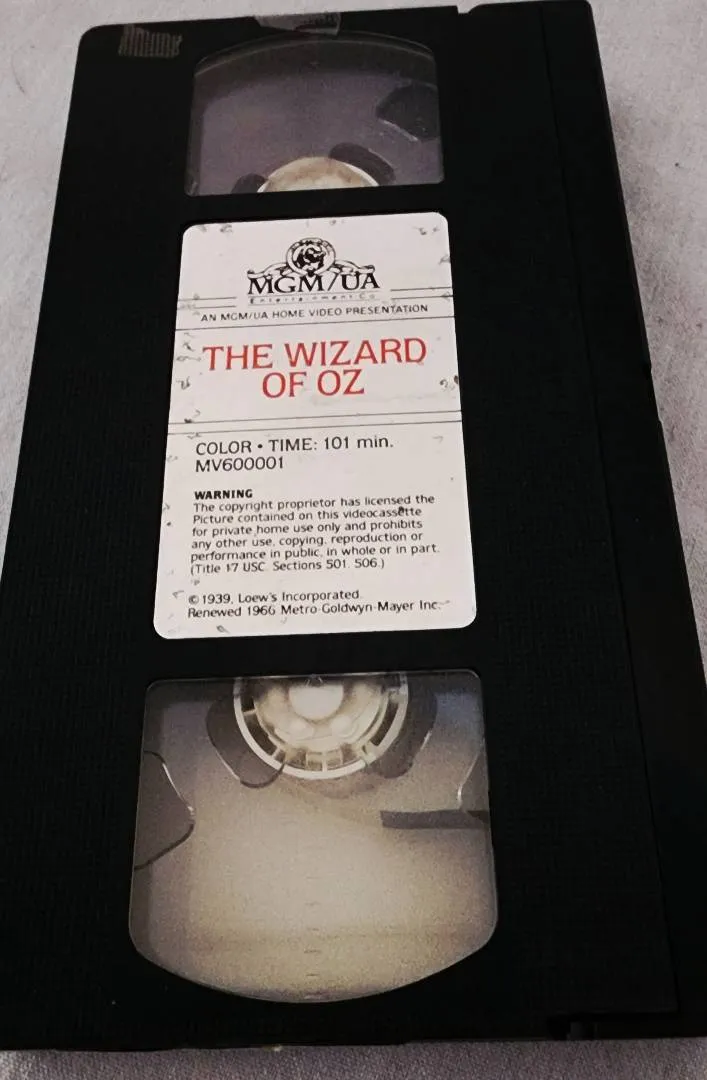 MGM/UA
Entertainment Co.
AN MGM/UA HOME VIDEO PRESENTATION
THE WIZARD
OF OZ
COLOR • TIME: 101 min.
MV600001
WARNING
The copyright proprietor has licensed the
Picture contained on this videocassette
for private home use only and prohibits
any other use, copying, reproduction or
performance in public, in whole or in part.
(Title 17 USC Sections 501, 506.)
© 1939, Loew's Incorporated.
Renewed 1966 Metro-Goldwyn-Mayer Inc.